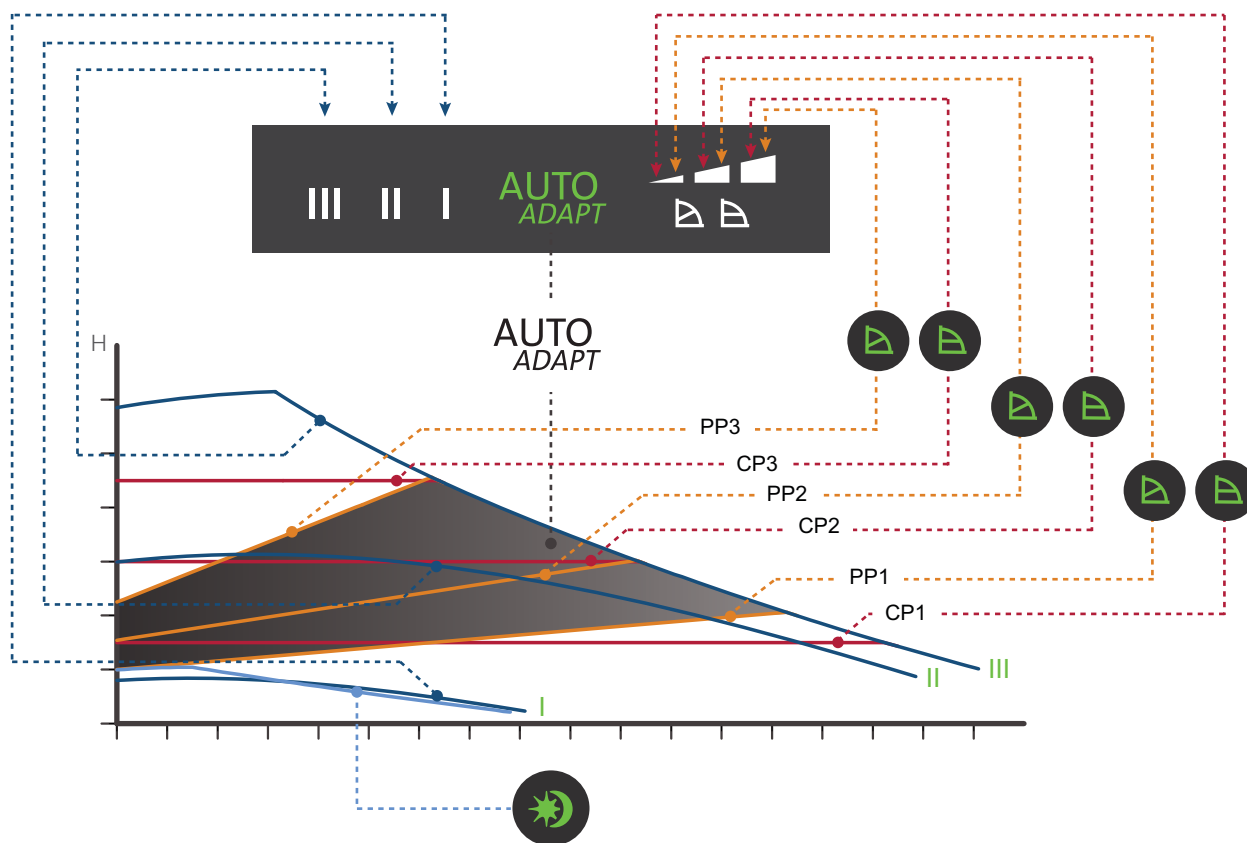 III II I AUTO
ADAPT
AUTO
ADAPT
H
PP3
CP3
PP2
CP2
PP1
CP1
III
II
I